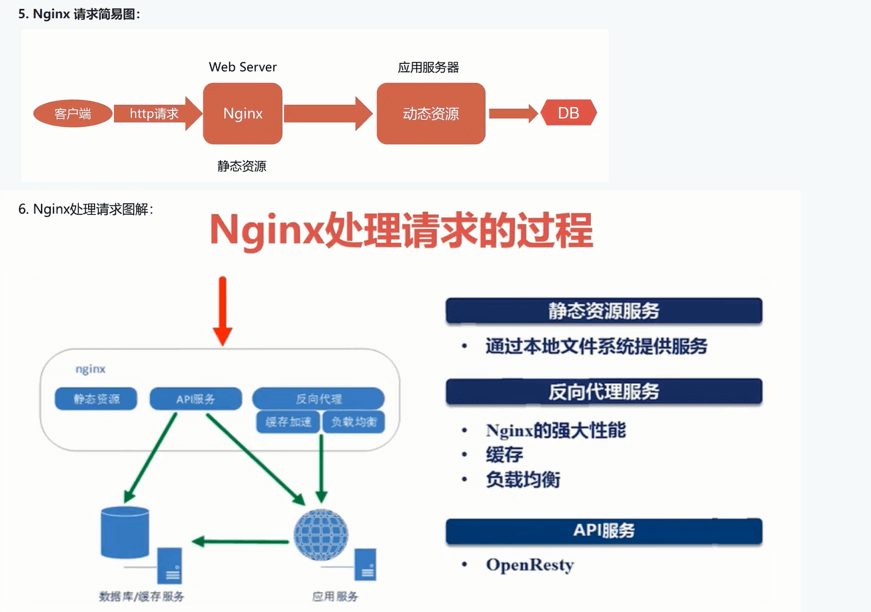 5. Nginx 请求简易图：
Web Server
应用服务器
客户端
http请求
Nginx
动态资源
DB
静态资源
6. Nginx处理请求图解：
Nginx处理请求的过程
nginx
静态资源
API服务
反向代理
缓存加速
负载均衡
数据库/缓存服务
应用服务
静态资源服务
• 通过本地文件系统提供服务
反向代理服务
• Nginx的强大性能
• 缓存
• 负载均衡
API服务
• OpenResty